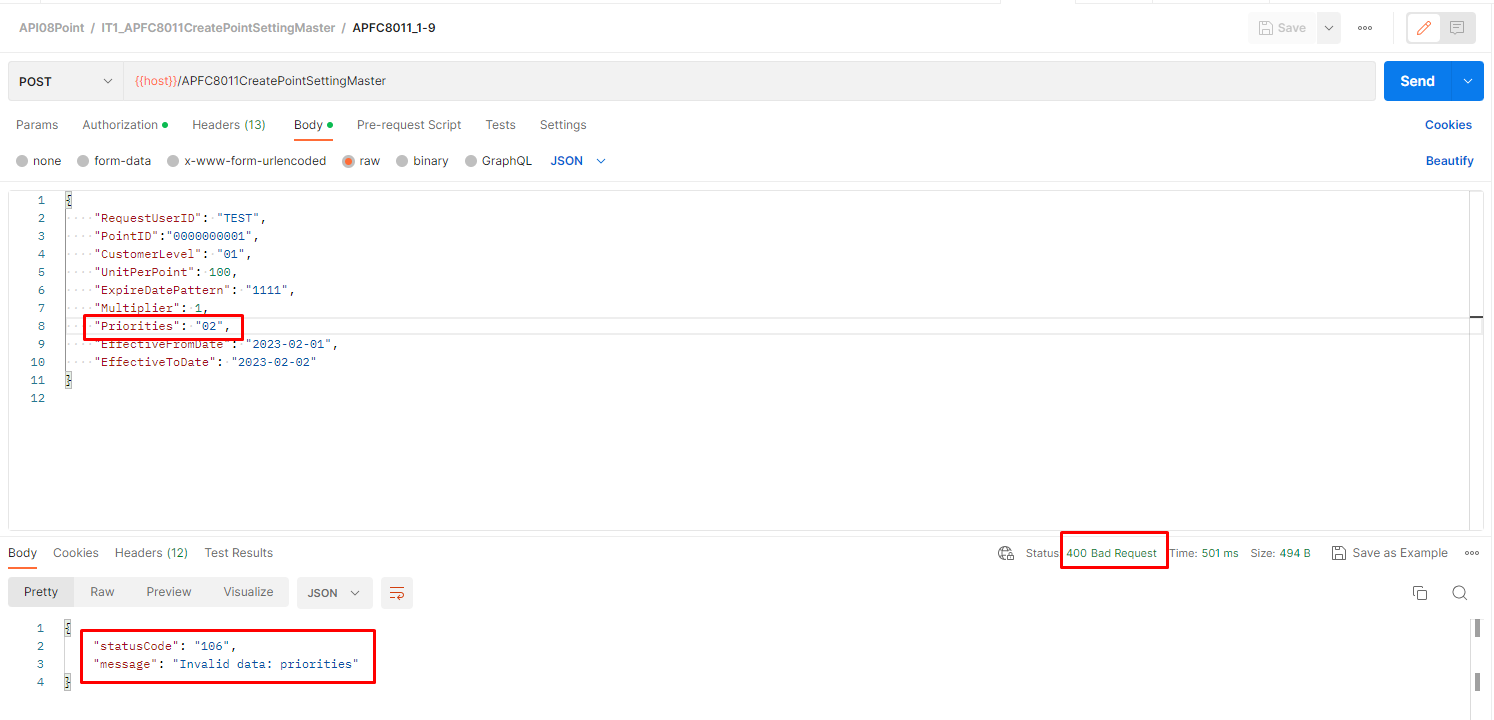 API08Point / IT1_APFC8011CreatePointSettingMaster / APFC8011_1-9
Save
POST
{{host}}/APFC8011CreatePointSettingMaster
Send
Params Authorization Headers (13) Body Pre-request Script Tests Settings Cookies
none form-data x-www-form-urlencoded raw binary GraphQL JSON Beautify
1 {
2 "RequestUserID": "TEST",
3 "PointID":"0000000001",
4 "CustomerLevel": "01",
5 "UnitPerPoint": 100,
6 "ExpireDatePattern": "1111",
7 "Multiplier": 1,
8 "Priorities": "02",
9 "EffectiveFromDate": "2023-02-01",
10 "EffectiveToDate": "2023-02-02"
11 }
12
Body Cookies Headers (12) Test Results Status: 400 Bad Request Time: 501 ms Size: 494 B Save as Example
Pretty Raw Preview Visualize JSON
1 {
2 "statusCode": "106",
3 "message": "Invalid data: priorities"
4 }